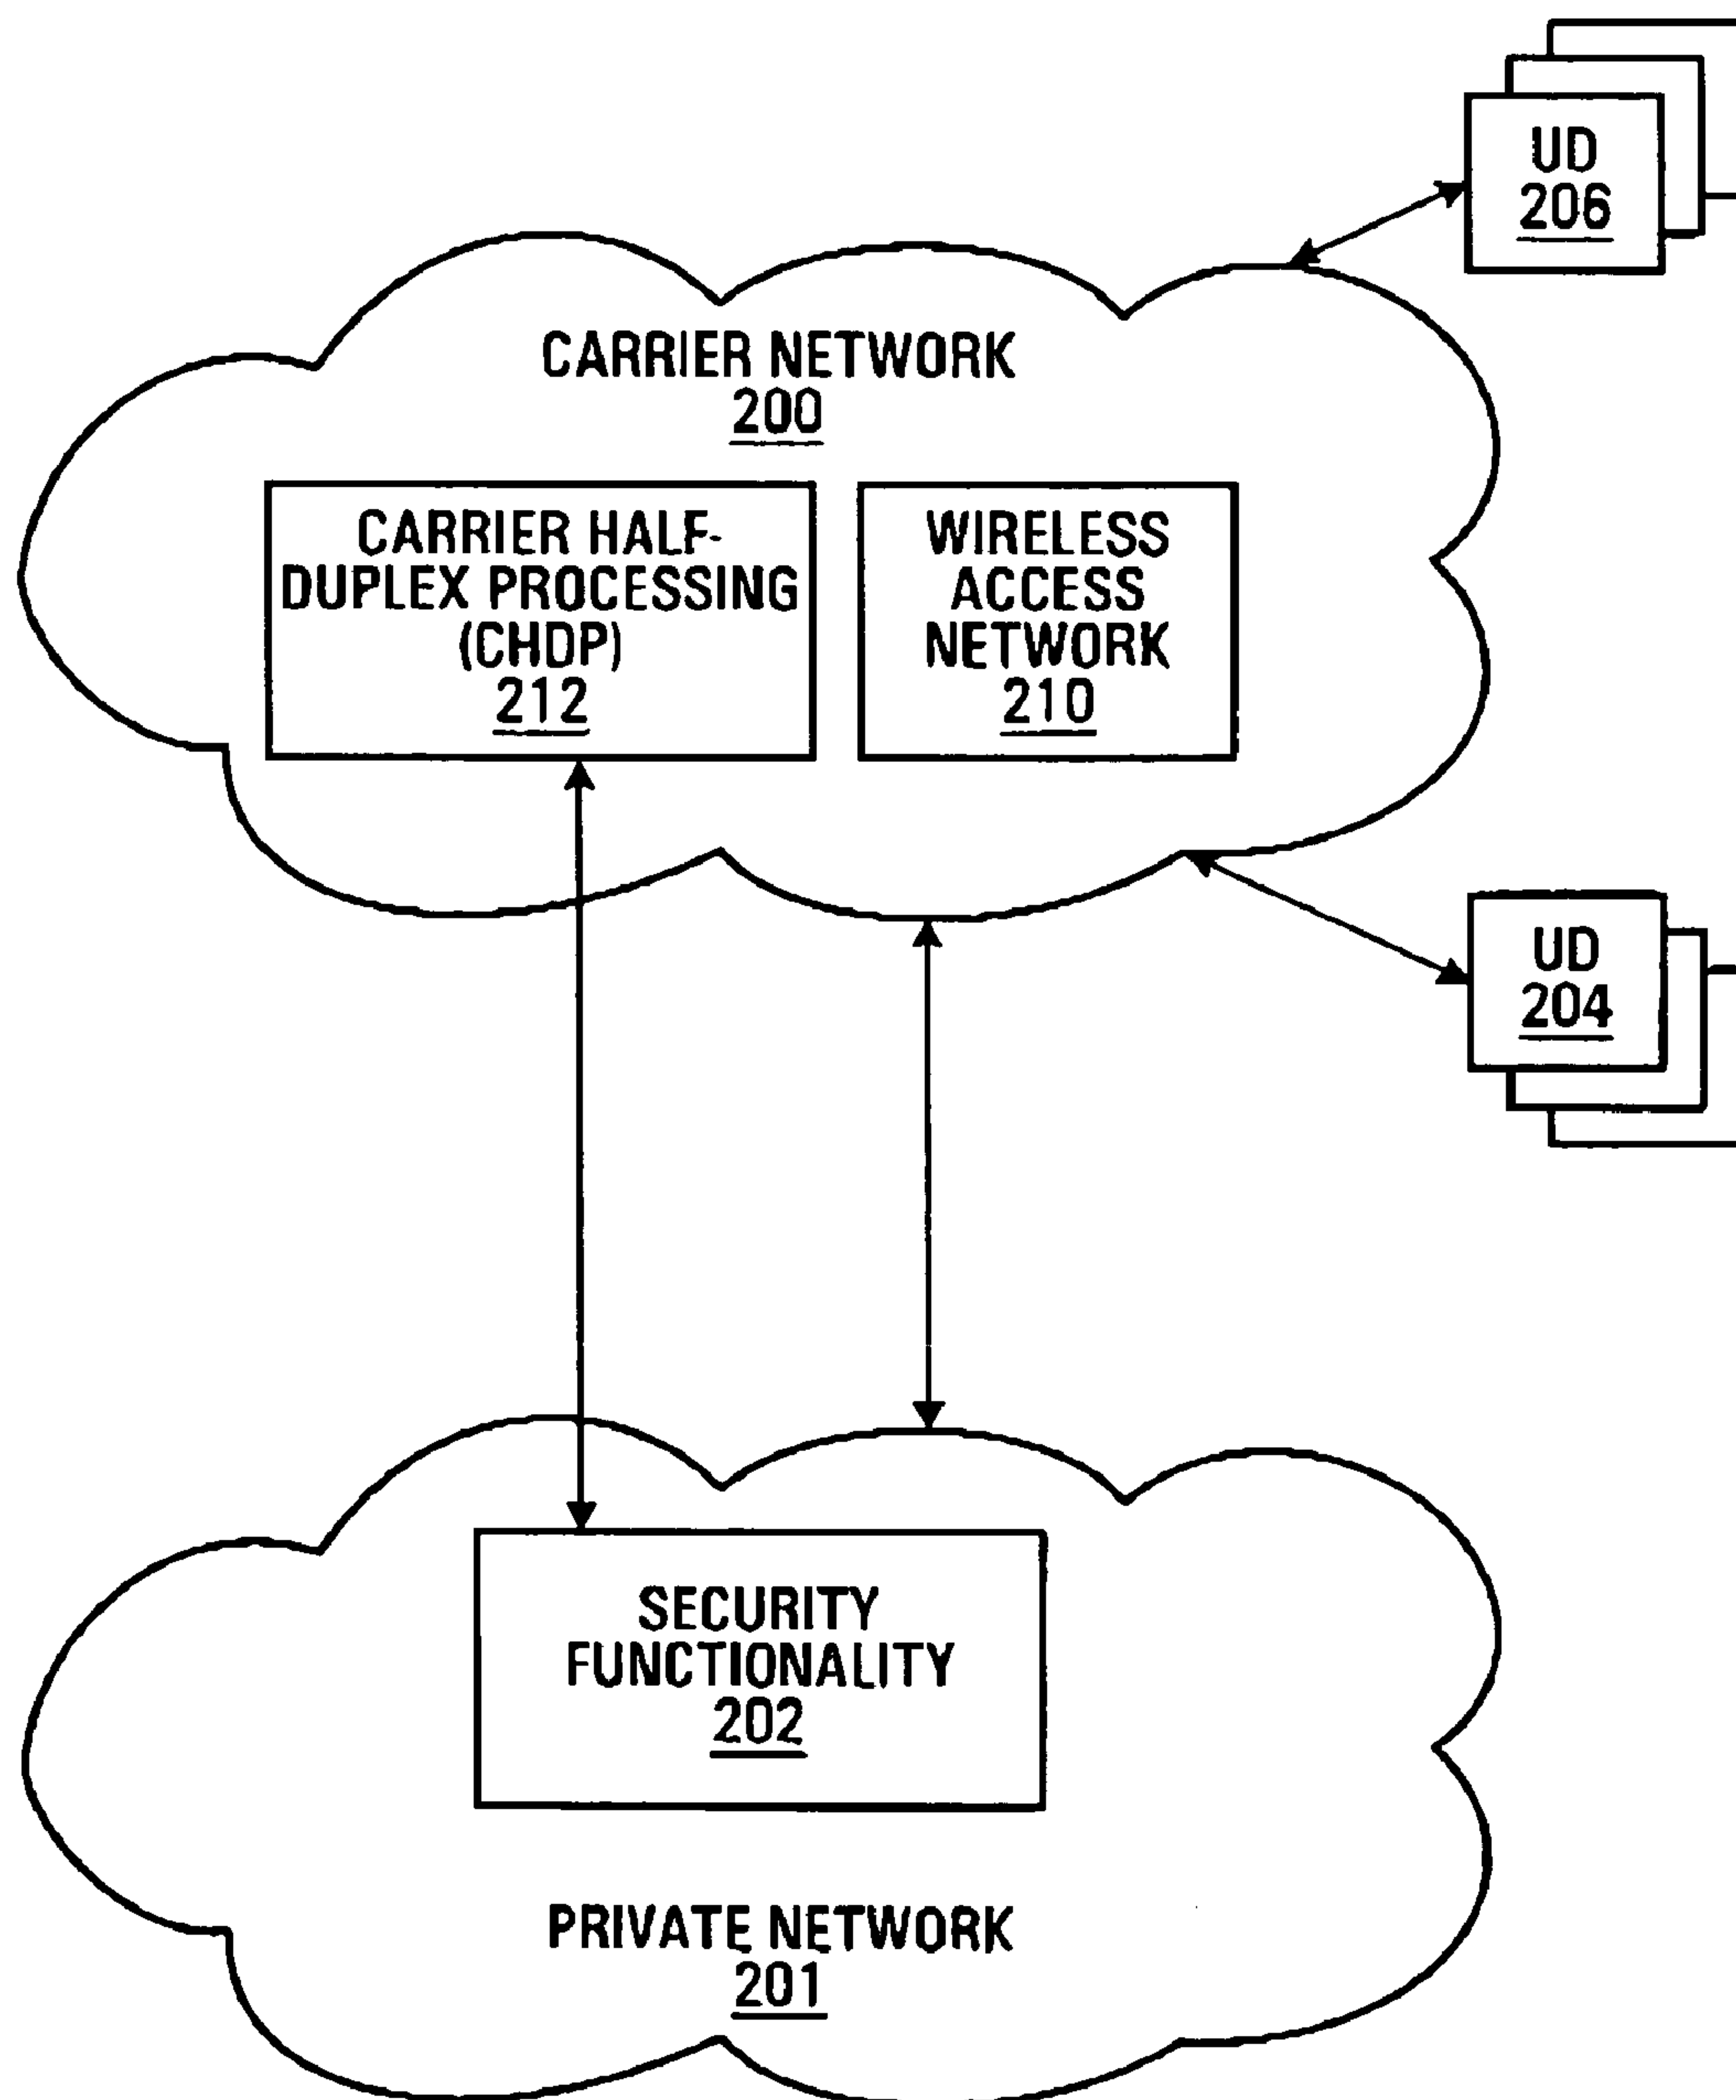 UD
206
CARRIER NETWORK
200
CARRIER HALF-
DUPLEX PROCESSING
(CHDP)
212
WIRELESS
ACCESS
NETWORK
210
UD
204
SECURITY
FUNCTIONALITY
202
PRIVATE NETWORK
201